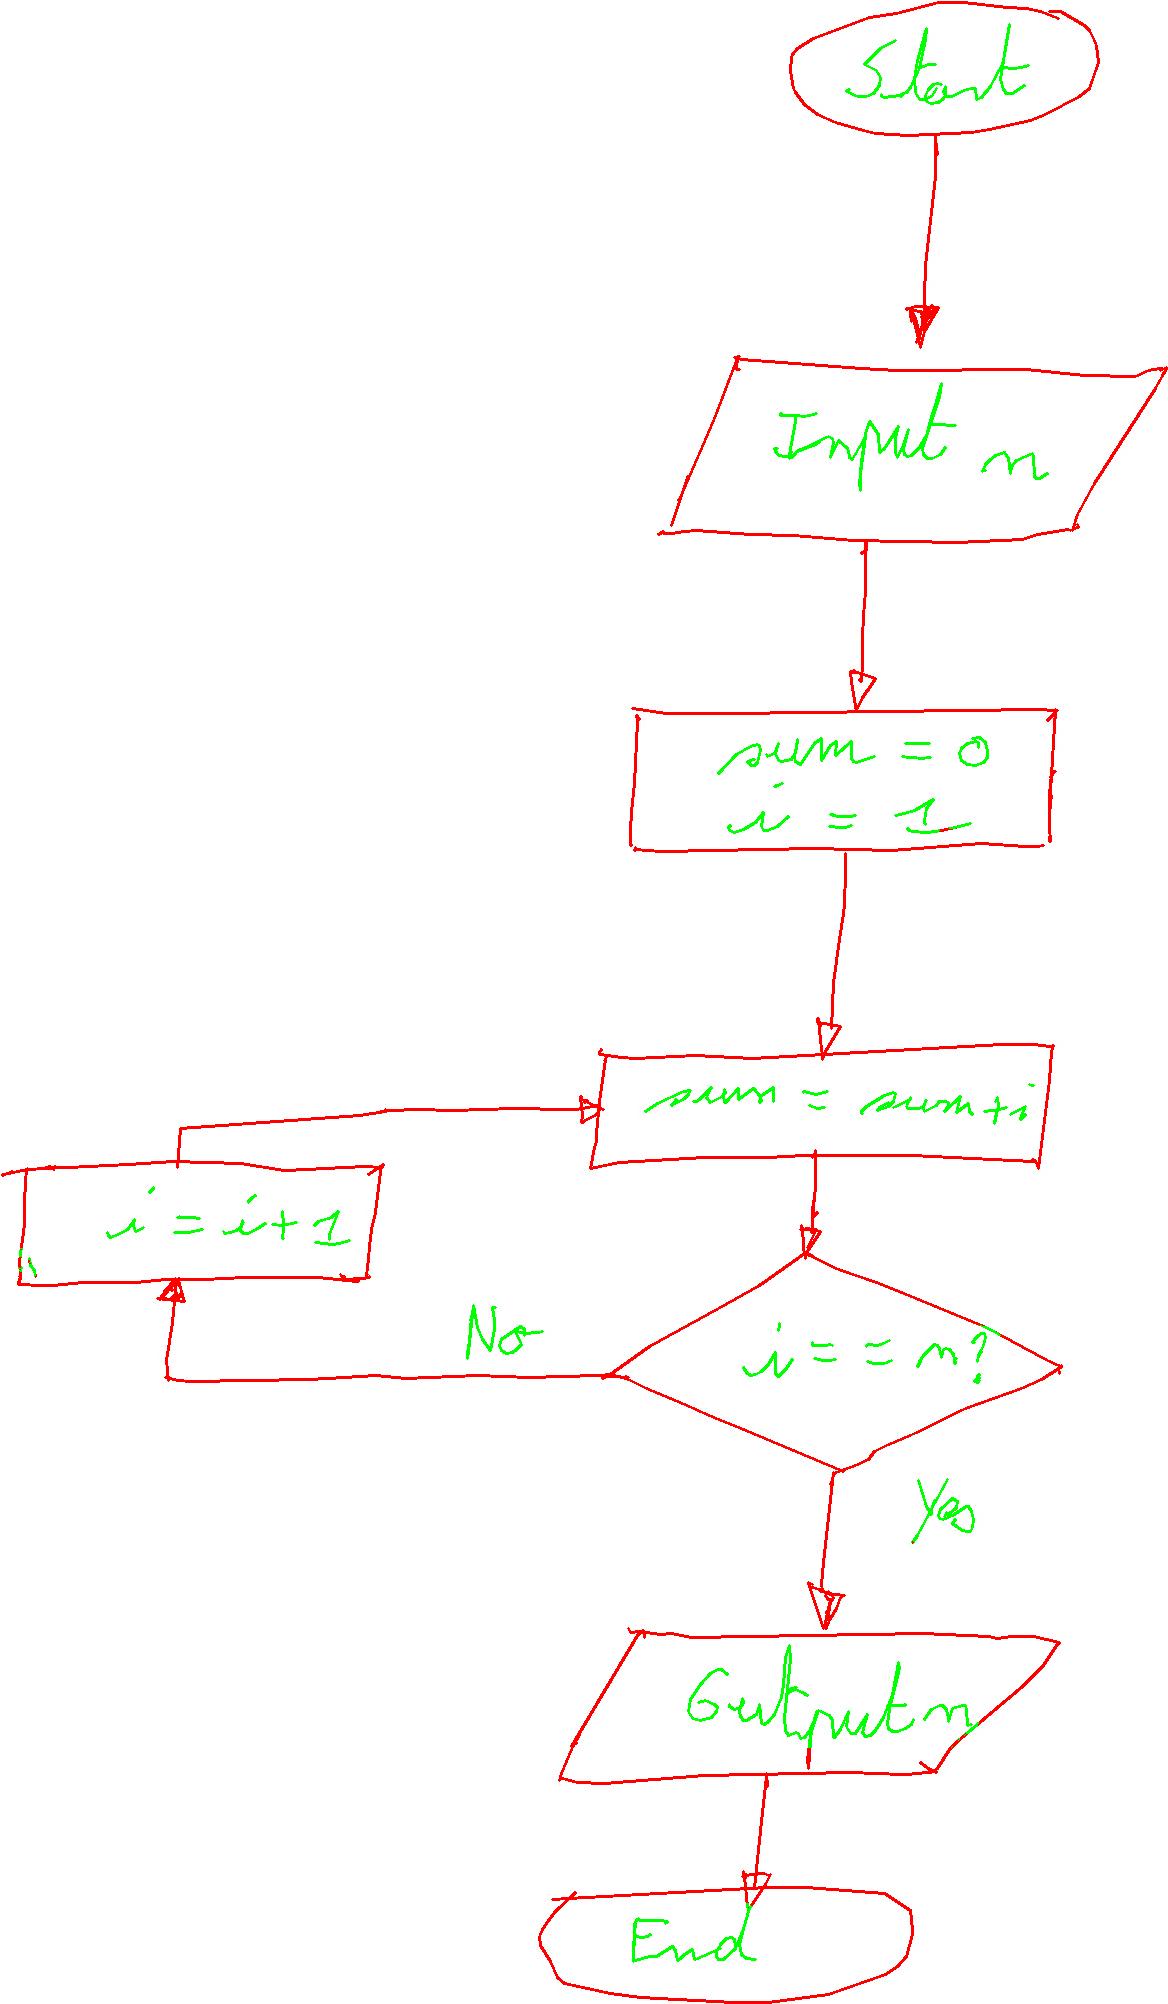 Start
Input n
sum = 0
i = 1
sum = sum+i
i = i+1
No
i == n?
Yes
Output n
End